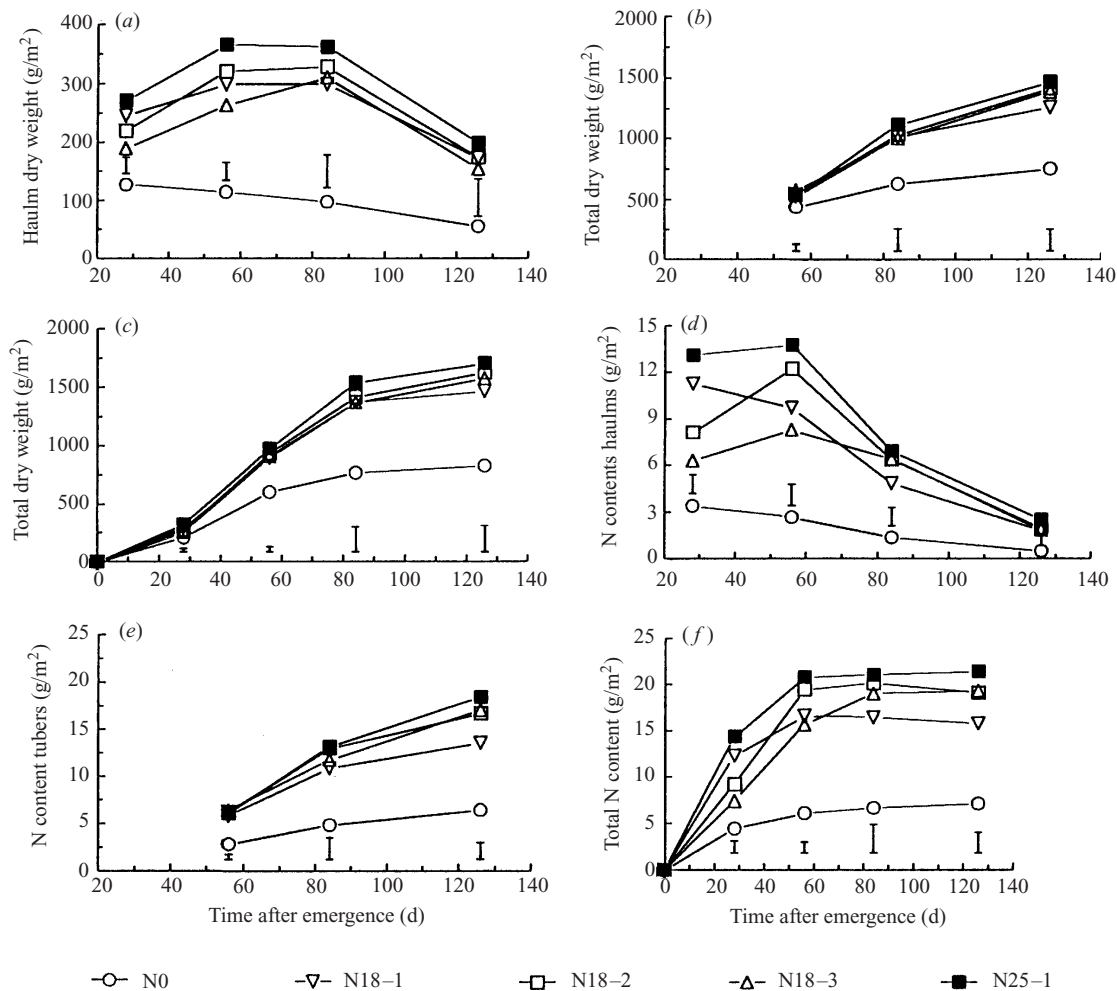 (a)
400
300
200
100
0
Haulm dry weight (g/m²)
20 40 60 80 100 120 140
(b)
2000
1500
1000
500
0
Total dry weight (g/m²)
20 40 60 80 100 120 140
(c)
2000
1500
1000
500
0
Total dry weight (g/m²)
0 20 40 60 80 100 120 140
(d)
15
12
9
6
3
0
N contents haulms (g/m²)
20 40 60 80 100 120 140
(e)
25
20
15
10
5
0
N content tubers (g/m²)
20 40 60 80 100 120 140
Time after emergence (d)
(f)
25
20
15
10
5
0
Total N content (g/m²)
0 20 40 60 80 100 120 140
Time after emergence (d)
N0 N18–1 N18–2 N18–3 N25–1